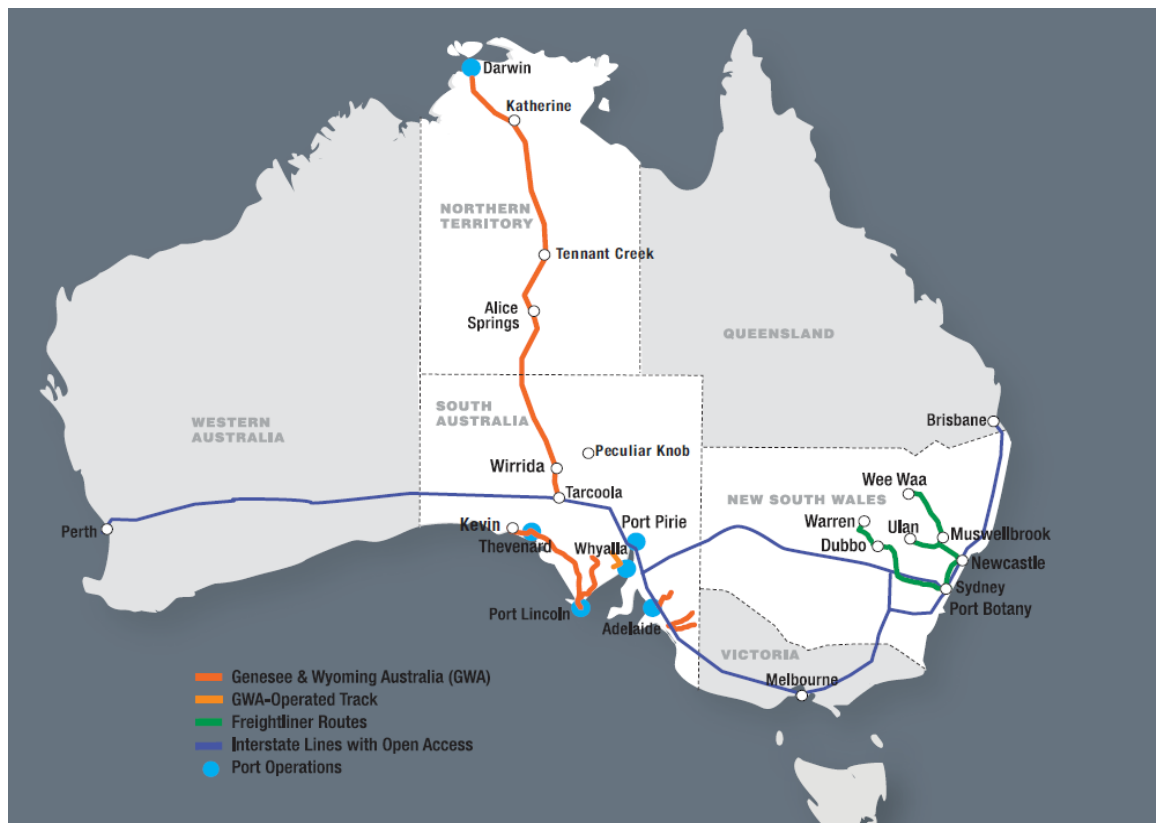 Darwin
Katherine
NORTHERN
TERRITORY
Tennant Creek
Alice
Springs
QUEENSLAND
SOUTH
AUSTRALIA
WESTERN
AUSTRALIA
Brisbane
Peculiar Knob
Wirrida
Wee Waa
Tarcoola
NEW SOUTH WALES
Perth
Kevin
Port Pirie
Warren
Ulan
Muswellbrook
Thevenard
Whyalla
Dubbo
Newcastle
Sydney
Port Botany
Port Lincoln
Adelaide
VICTORIA
Melbourne
Genesee & Wyoming Australia (GWA)
GWA-Operated Track
Freightliner Routes
Interstate Lines with Open Access
Port Operations